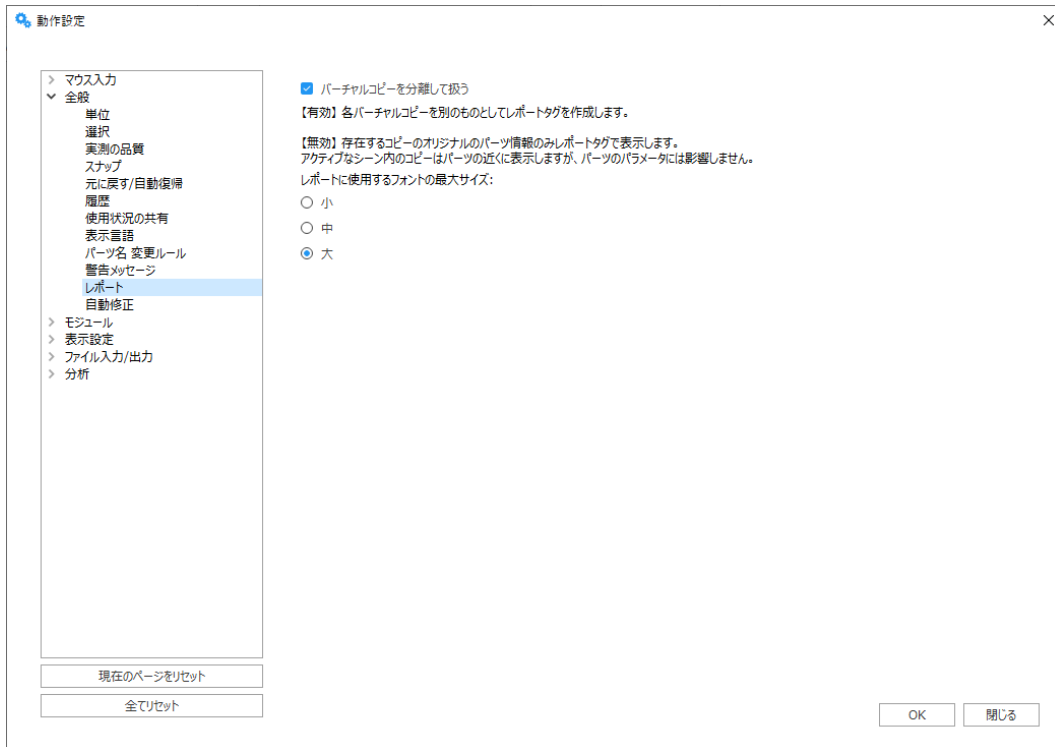 動作設定
マウス入力
全般
単位
選択
実測の品質
スナップ
元に戻す/自動復帰
履歴
使用状況の共有
表示言語
パーツ名 変更ルール
警告メッセージ
レポート
自動修正
モジュール
表示設定
ファイル入力/出力
分析
現在のページをリセット
全てリセット
バーチャルコピーを分離して扱う
【有効】 各バーチャルコピーを別のものとしてレポートタグを作成します。
【無効】 存在するコピーのオリジナルのパーツ情報のみレポートタグで表示します。
アクティブなシーン内のコピーはパーツの近くに表示しますが、パーツのパラメータには影響しません。
レポートに使用するフォントの最大サイズ:
小
中
大
OK
閉じる